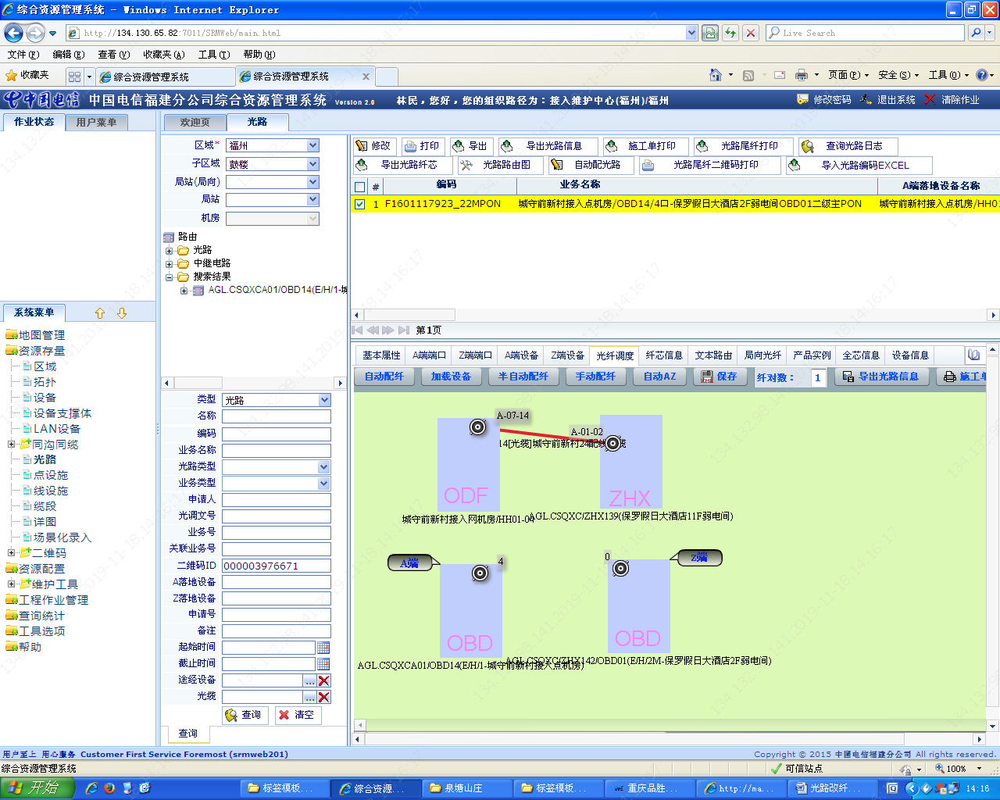 综合资源管理系统 - Windows Internet Explorer
http://134.130.65.82:7011/SRMWeb/main.html
Live Search
文件(F) 编辑(E) 查看(V) 收藏夹(A) 工具(T) 帮助(H)
收藏夹 综合资源管理系统 综合资源管理系统 页面(P) 安全(S) 工具(O)
中国电信 中国电信福建分公司综合资源管理系统 Version 2.0 林民，您好，您的组织路径为：接入维护中心(福州)/福州 修改密码 退出系统 清除作业
作业状态 用户菜单 欢迎页 光路
区域* 福州
子区域 鼓楼
局站(局向)
局站
机房
路由
光路
中继电路
搜索结果
AGL.CSQXCA01/OBD14(E/H/1-城
修改 打印 导出 导出光路信息 施工单打印 光路尾纤打印 查询光路日志
导出光路纤芯 光路路由图 自动配光路 光路尾纤二维码打印 导入光路编码EXCEL
# 编码 业务名称 A端落地设备名称
1 F1601117923_22MPON 城守前新村接入点机房/OBD14/4口-保罗假日大酒店2F弱电间OBD01二级主PON 城守前新村接入点机房/HH01
第1页
系统菜单
地图管理
资源存量
区域
拓扑
设备
设备支撑体
LAN设备
同沟同缆
光路
点设施
线设施
缆段
详图
场景化录入
二维码
资源配置
维护工具
工程作业管理
查询统计
工具选项
帮助
类型 光路
名称
编码
业务名称
光路类型
业务类型
申请人
光调文号
业务号
关联业务号
二维码ID 000003976671
A落地设备
Z落地设备
申请号
备注
起始时间
截止时间
途经设备 ...
光缆 ...
查询 清空
查询
基本属性 A端端口 Z端端口 A端设备 Z端设备 光纤调度 纤芯信息 文本路由 局向光纤 产品实例 全芯信息 设备信息
自动配纤 加载设备 半自动配纤 手动配纤 自动AZ 保存 纤对数： 1 导出光路信息 施工单
A-07-14
A-01-02
14[光缆]城守前新村24配线光缆
ODF
ZHX
城守前新村接入网机房/HH01-04
AGL.CSQXC/ZHX139(保罗假日大酒店11F弱电间)
A端 4 0 Z端
OBD
OBD
AGL.CSQXCA01/OBD14(E/H/1-城守前新村接入点机房)
AGL.CSQXC/ZHX142/OBD01(E/H/2M-保罗假日大酒店2F弱电间)
用户至上 用心服务 Customer First Service Foremost (srmweb201)
Copyright © 2015 中国电信福建分公司 All rights reserved.
综合资源管理系统 可信站点 100%
开始 标签模板... 综合资源... 泉塘山庄 标签模板... 重庆品胜... http://ma... 光路改纤... 14:16